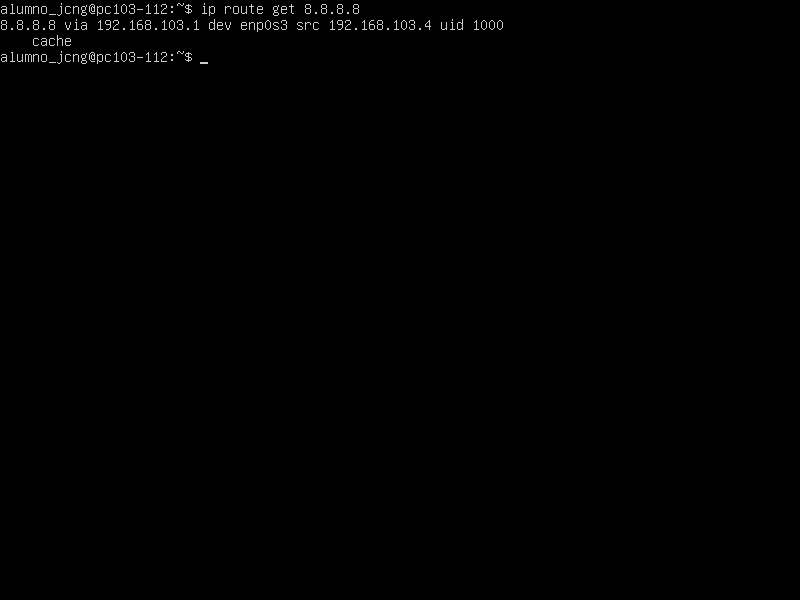 alumno_jcng@pc103-112:~$ ip route get 8.8.8.8
8.8.8.8 via 192.168.103.1 dev enp0s3 src 192.168.103.4 uid 1000
    cache
alumno_jcng@pc103-112:~$ _